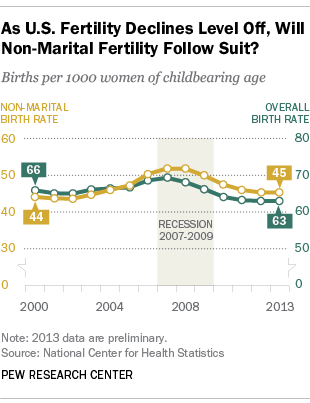 As U.S. Fertility Declines Level Off, Will
Non-Marital Fertility Follow Suit?
Births per 1000 women of childbearing age
NON-MARITAL
BIRTH RATE
OVERALL
BIRTH RATE
60
80
66
45
50
70
40
60
44
63
RECESSION
2007-2009
30
50
0
0
2000
2004
2008
2013
Note: 2013 data are preliminary.
Source: National Center for Health Statistics
PEW RESEARCH CENTER